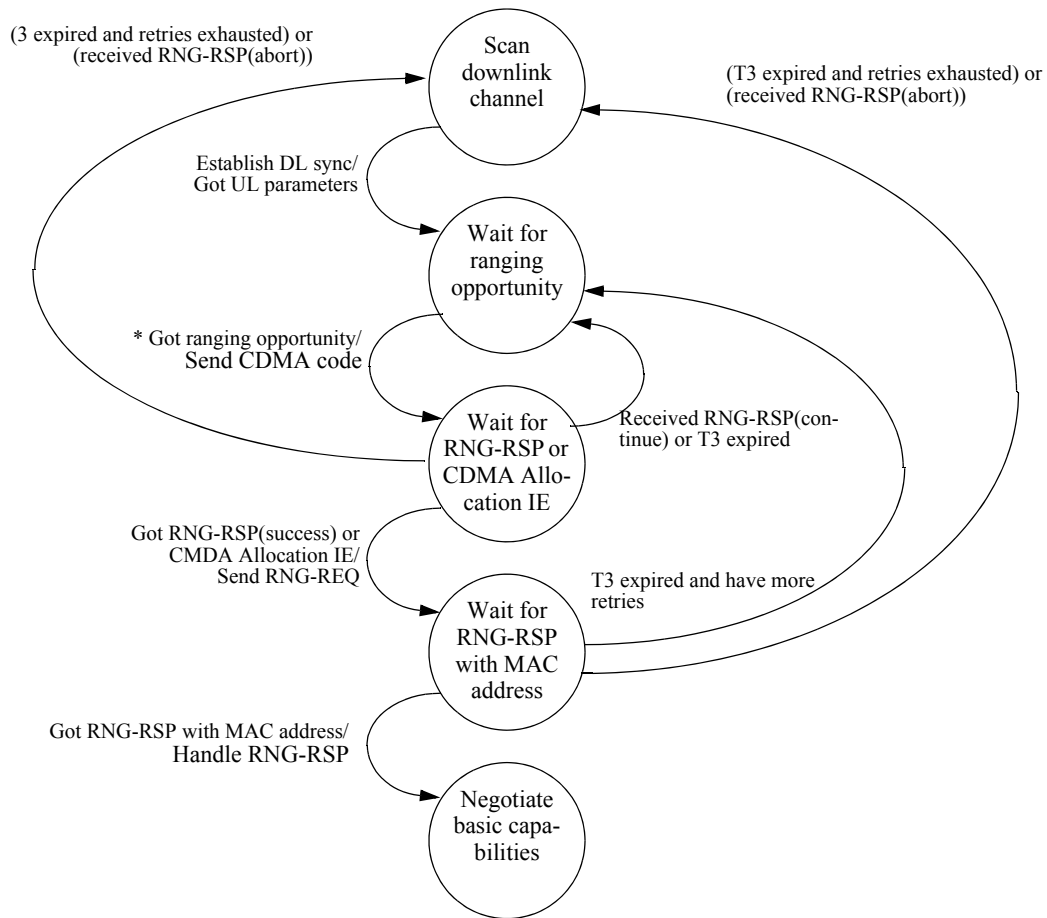 (3 expired and retries exhausted) or
(received RNG-RSP(abort))
Scan
downlink
channel
(T3 expired and retries exhausted) or
(received RNG-RSP(abort))
Establish DL sync/
Got UL parameters
Wait for
ranging
opportunity
* Got ranging opportunity/
Send CDMA code
Wait for
RNG-RSP or
CDMA Allo-
cation IE
Received RNG-RSP(con-
tinue) or T3 expired
Got RNG-RSP(success) or
CMDA Allocation IE/
Send RNG-REQ
T3 expired and have more
retries
Wait for
RNG-RSP
with MAC
address
Got RNG-RSP with MAC address/
Handle RNG-RSP
Negotiate
basic capa-
bilities